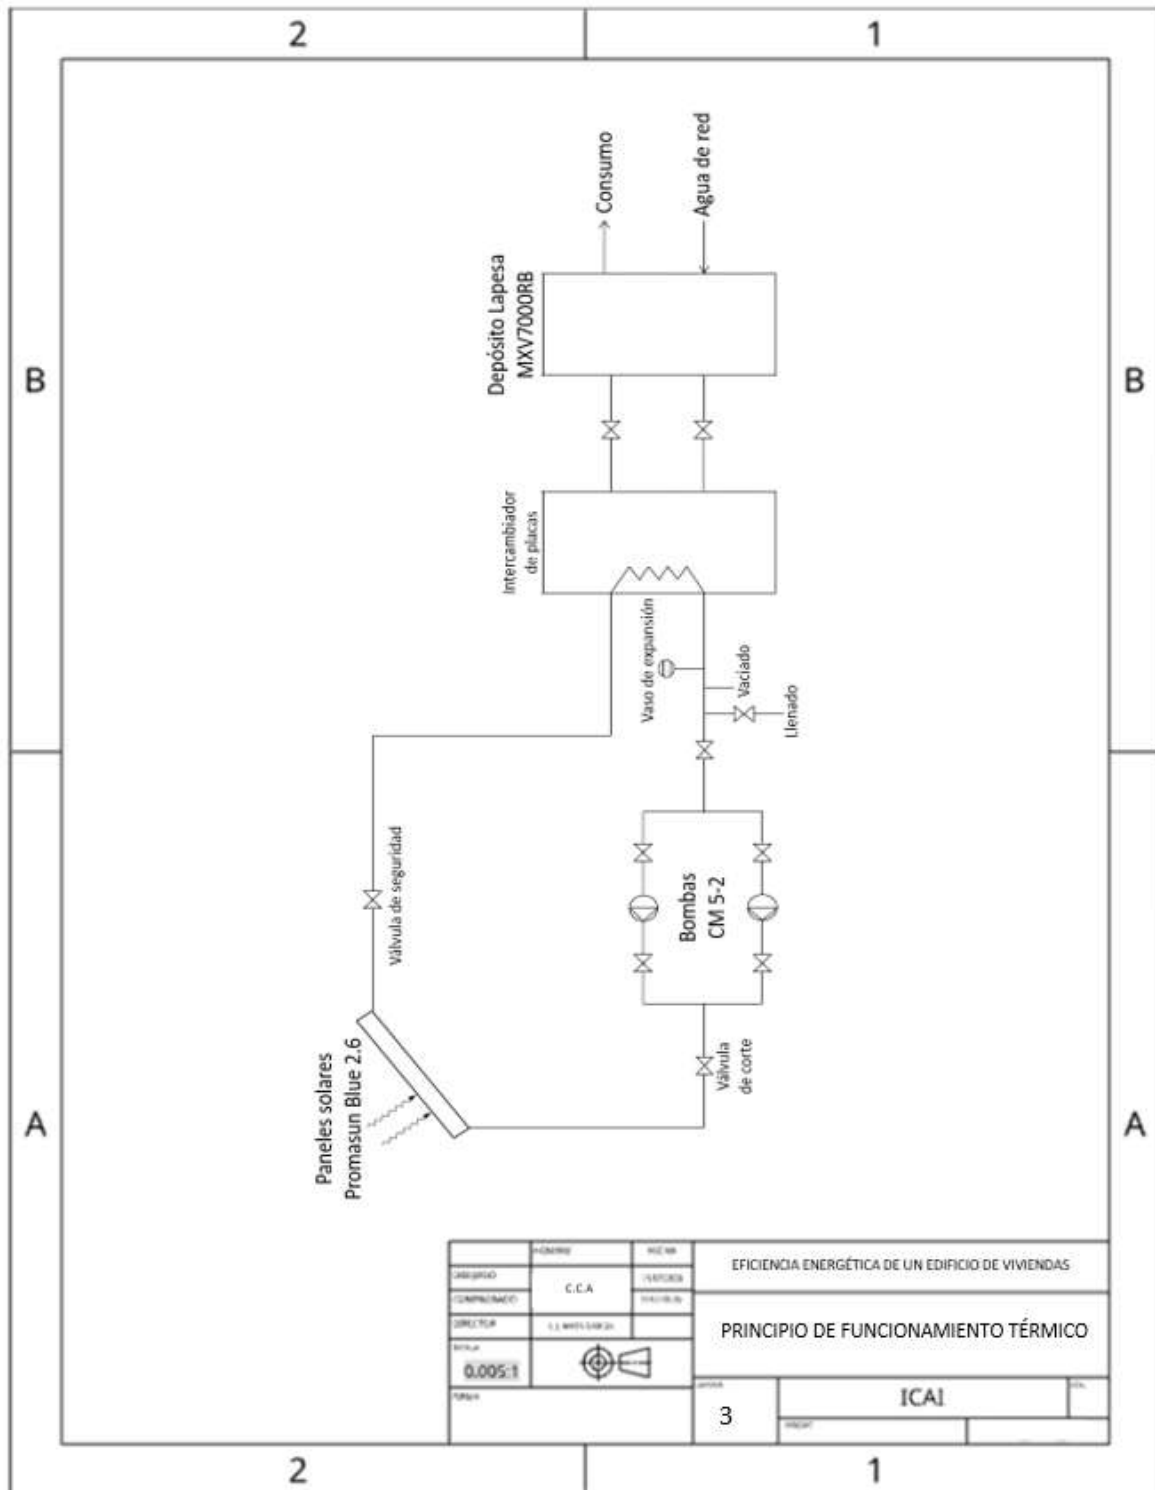 2
1
B
B
A
A
2
1
Consumo
Agua de red
Depósito Lapesa
MXV7000RB
Intercambiador
de placas
Vaso de expansión
Vaciado
Llenado
Válvula de seguridad
Bombas
CM 5-2
Válvula
de corte
Paneles solares
Promasun Blue 2.6
EFICIENCIA ENERGÉTICA DE UN EDIFICIO DE VIVIENDAS
C.C.A
COMPROBADO
DIRECTOR
PRINCIPIO DE FUNCIONAMIENTO TÉRMICO
0.005:1
3
ICAI